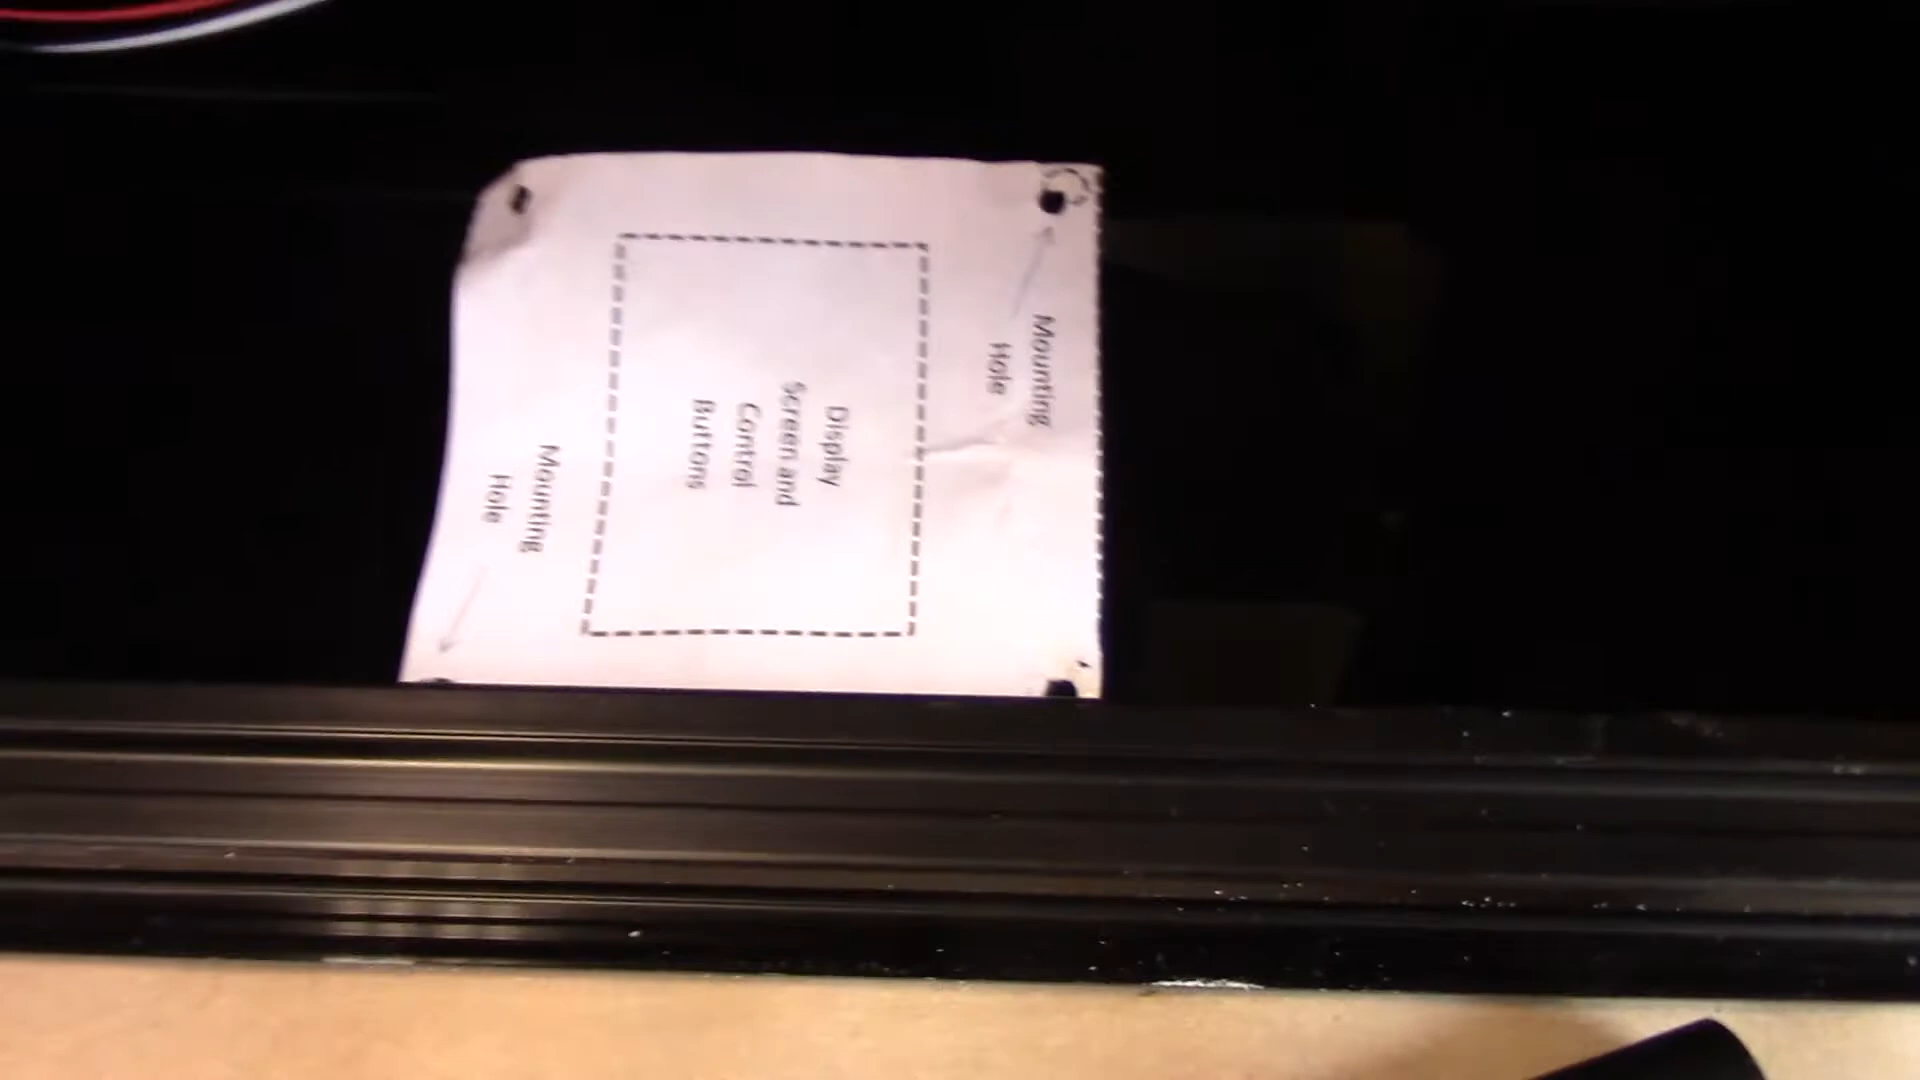 Mounting
Hole
Display
Screen and
Control
Buttons
Mounting
Hole